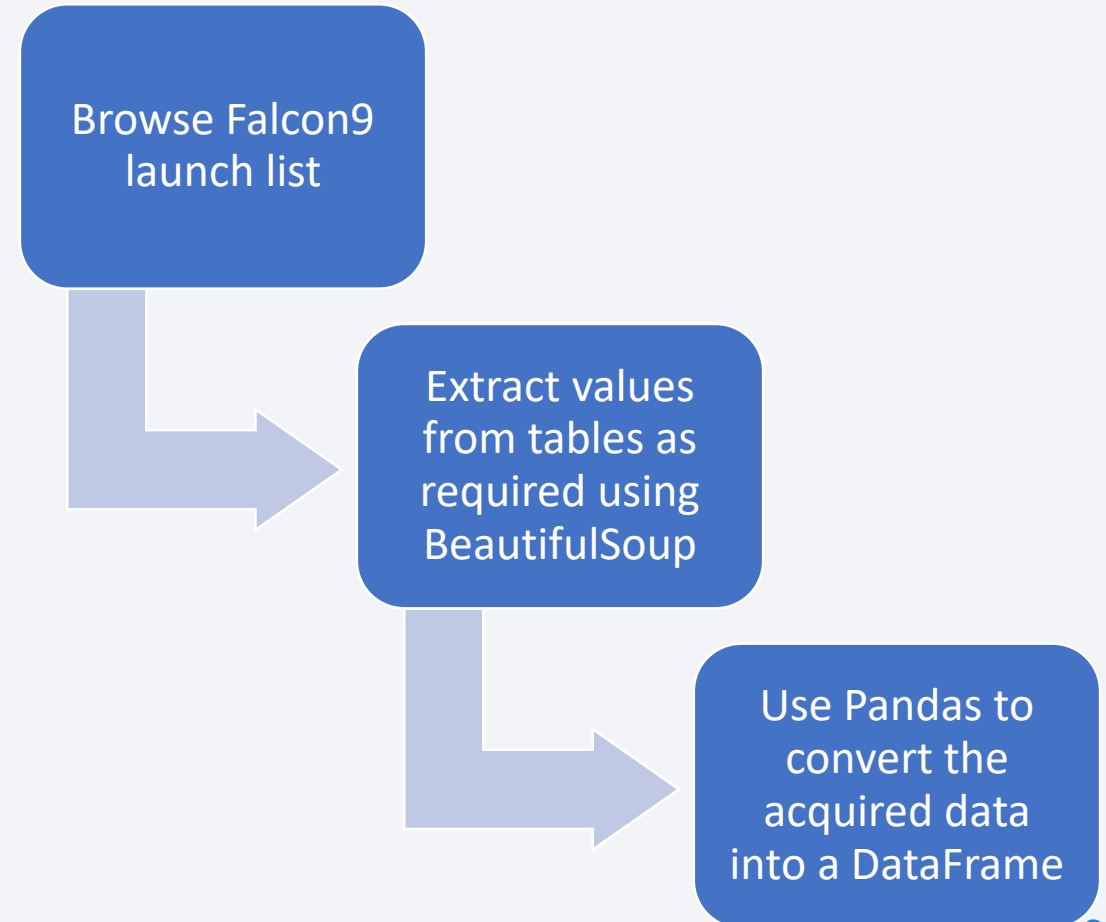 Browse Falcon9
launch list
Extract values
from tables as
required using
BeautifulSoup
Use Pandas to
convert the
acquired data
into a DataFrame